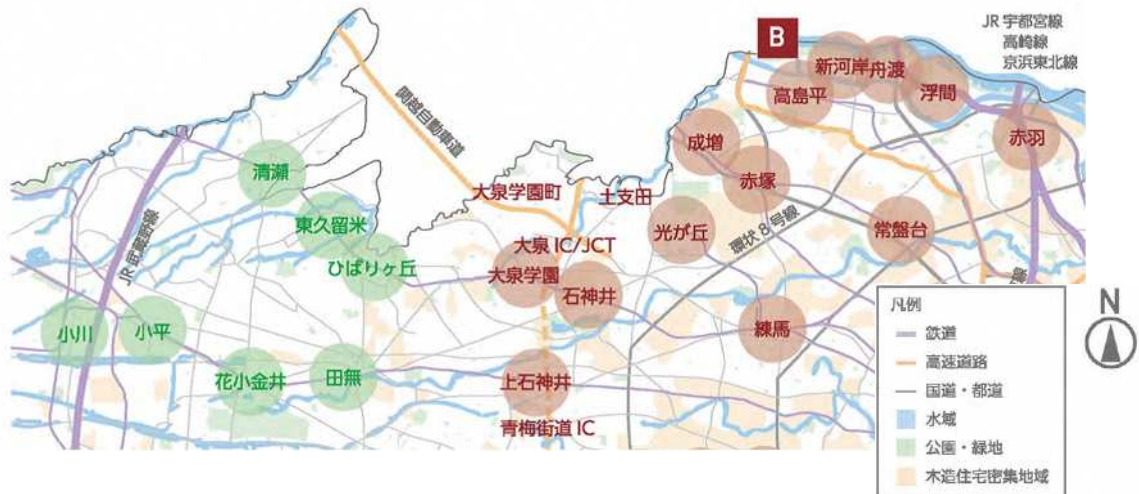 JR 宇都宮線
高崎線
京浜東北線
B
新河岸
舟渡
高島平
浮間
赤羽
関越自動車道
成増
清瀬
赤塚
大泉学園町
土支田
東久留米
光が丘
環状 8 号線
常盤台
JR 武蔵野線
大泉 IC/JCT
ひばりヶ丘
大泉学園
石神井
小川
小平
練馬
花小金井
田無
上石神井
青梅街道 IC
凡例
鉄道
高速道路
国道・都道
水域
公園・緑地
木造住宅密集地域
N